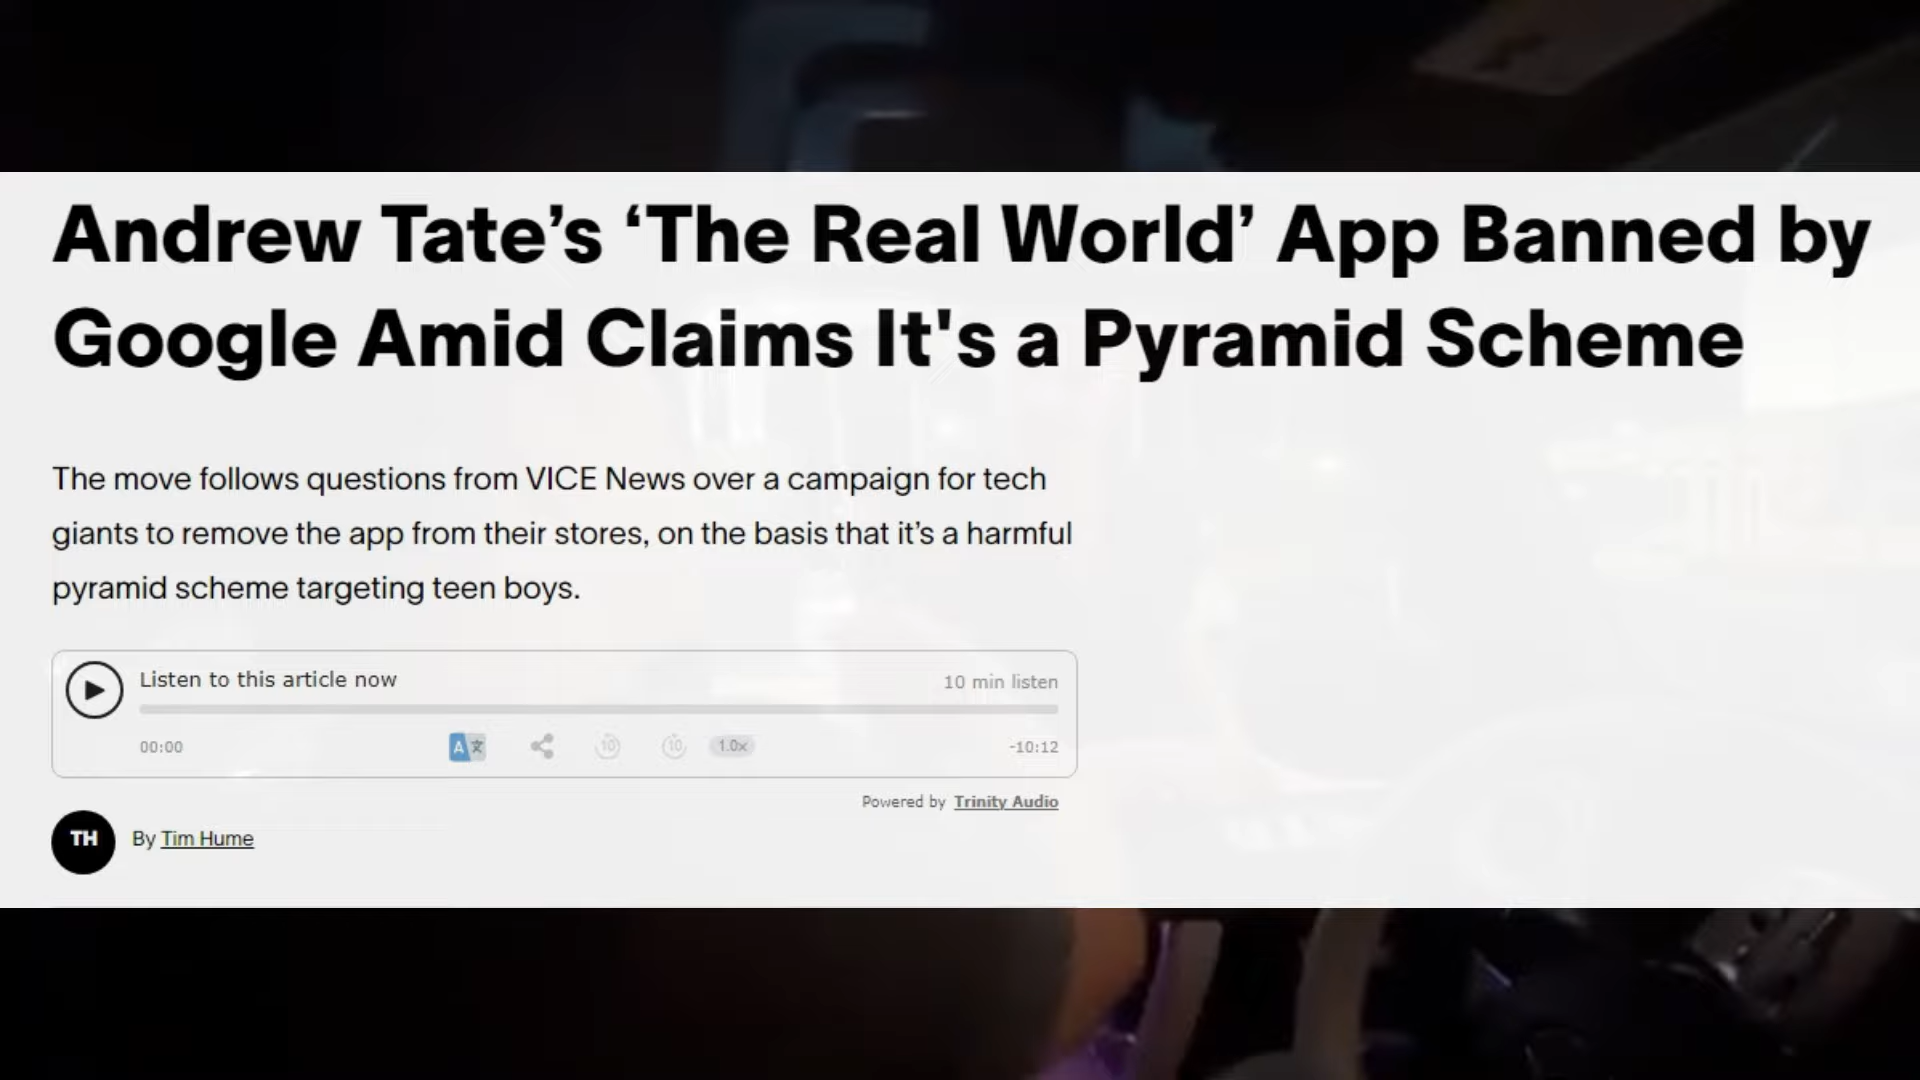 Andrew Tate’s ‘The Real World’ App Banned by
Google Amid Claims It's a Pyramid Scheme
The move follows questions from VICE News over a campaign for tech
giants to remove the app from their stores, on the basis that it’s a harmful
pyramid scheme targeting teen boys.
Listen to this article now
10 min listen
00:00
A 文
10
10
1.0x
-10:12
Powered by Trinity Audio
TH
By Tim Hume